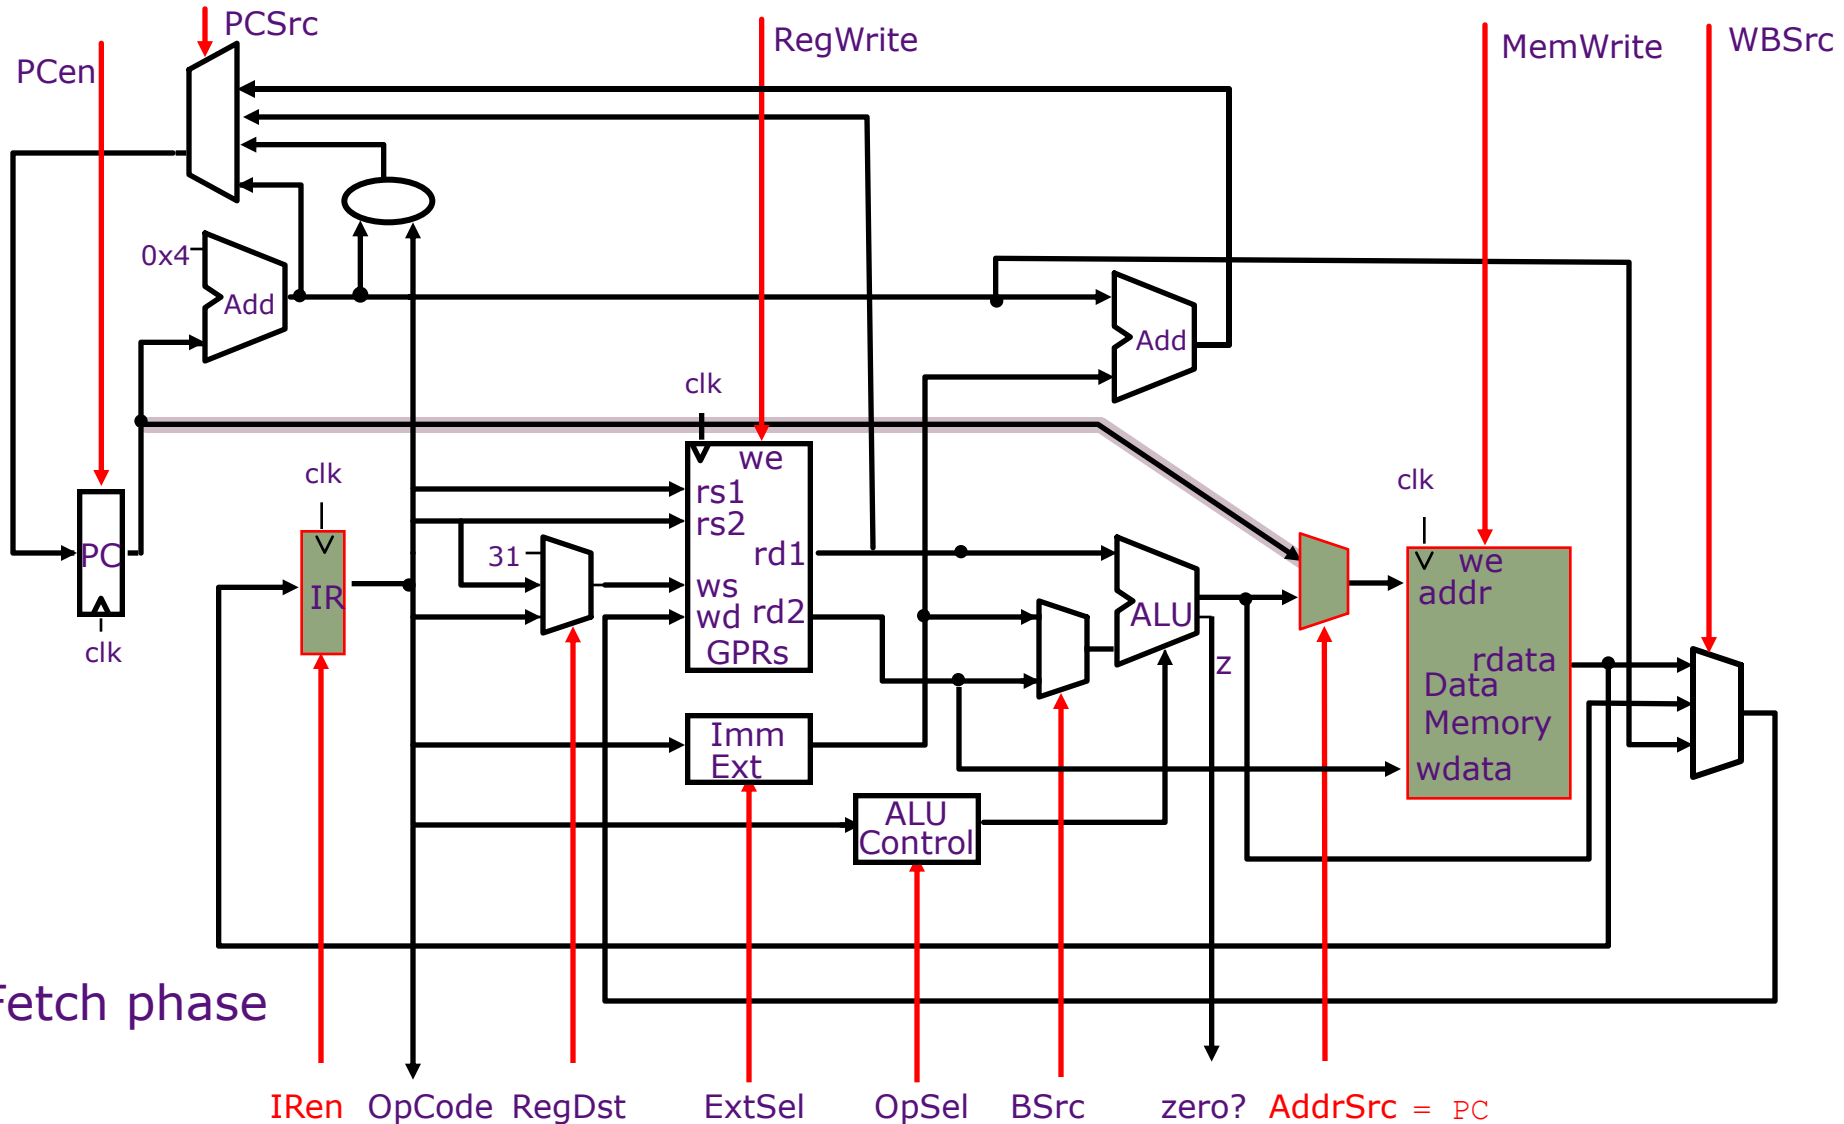 PCSrc
RegWrite
MemWrite
WBSrc
PCen
0x4
Add
Add
clk
clk
clk
we
rs1
rs2
rd1
31
ws
wd
rd2
GPRs
PC
clk
IR
ALU
z
we
addr
rdata
Data
Memory
wdata
Imm
Ext
ALU
Control
Fetch phase
IRen
OpCode
RegDst
ExtSel
OpSel
BSrc
zero?
AddrSrc = PC